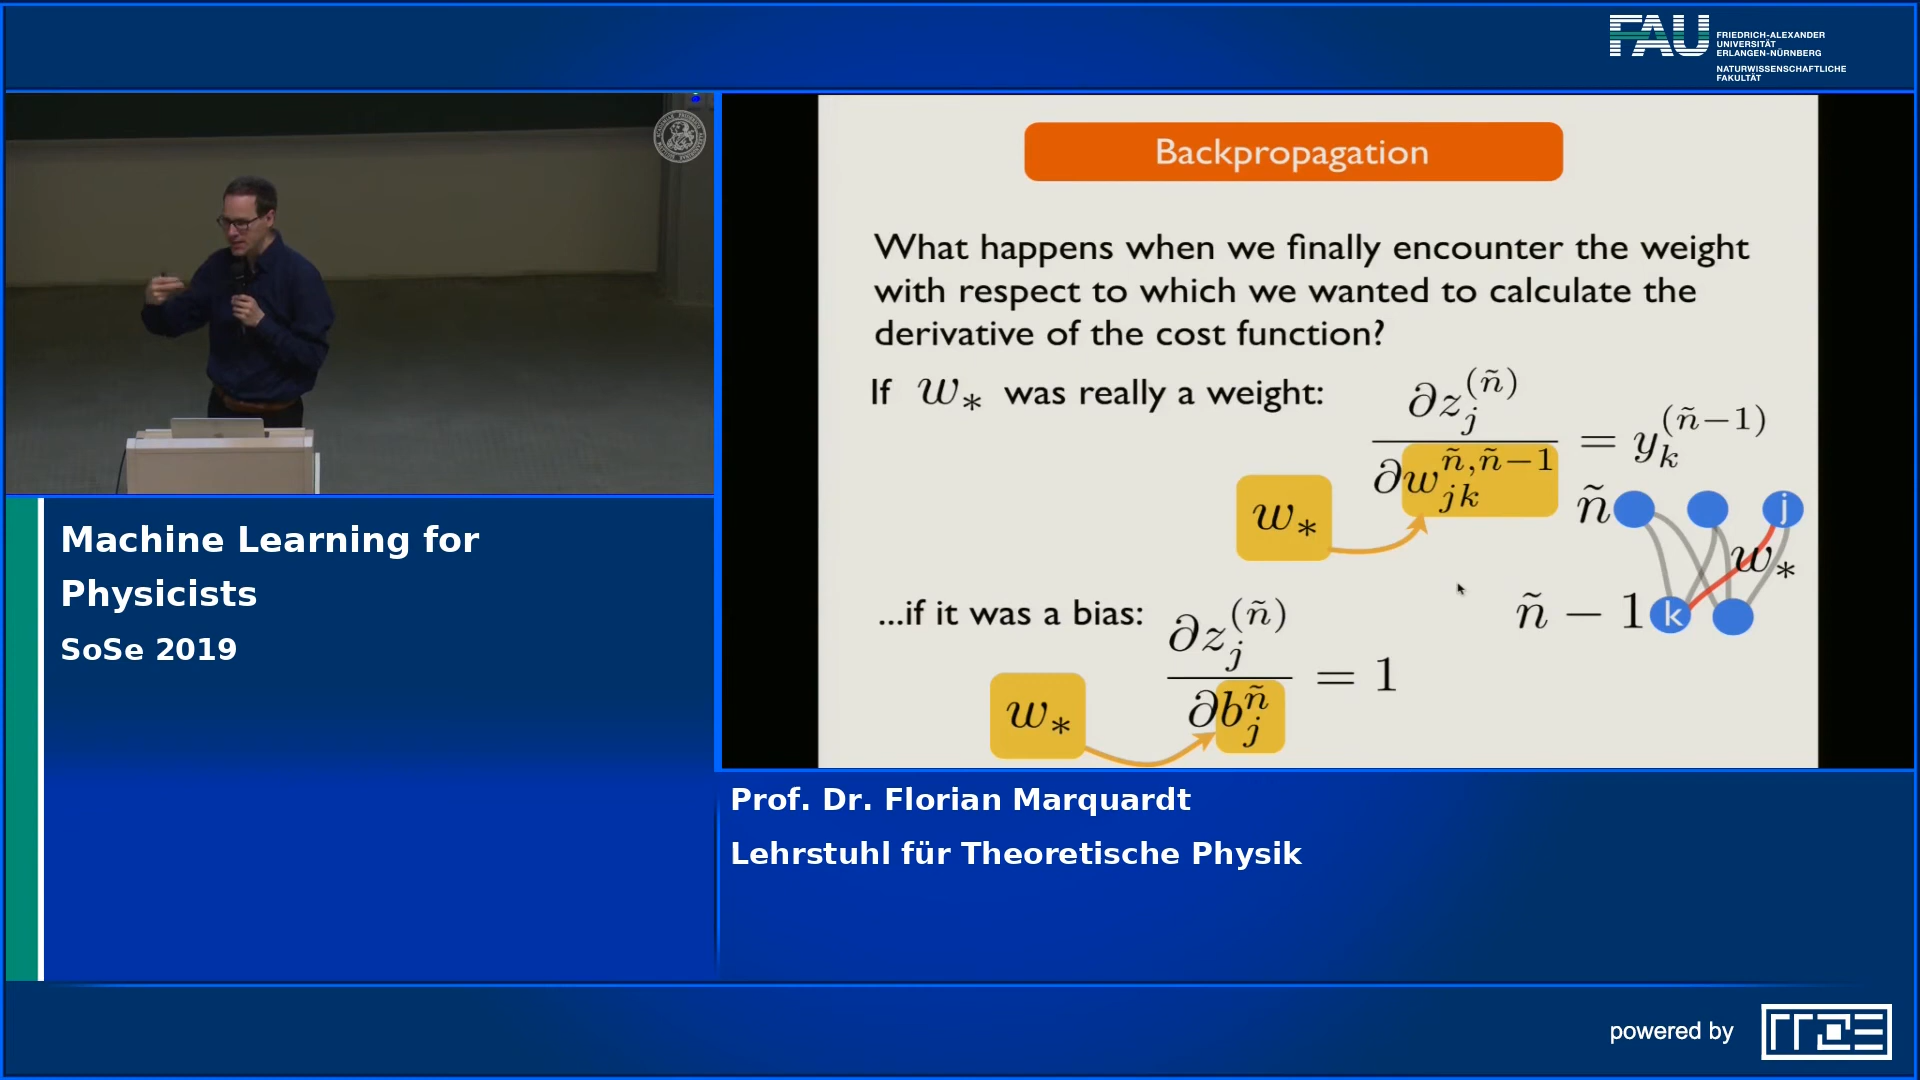 FAU
FRIEDRICH-ALEXANDER
UNIVERSITÄT
ERLANGEN-NÜRNBERG
NATURWISSENSCHAFTLICHE
FAKULTÄT
Backpropagation
What happens when we finally encounter the weight
with respect to which we wanted to calculate the
derivative of the cost function?
If w∗ was really a weight:
∂z_j^(ñ) / ∂w_jk^{ñ,ñ−1} = y_k^(ñ−1)
w∗
ñ
j
w∗
ñ − 1
k
...if it was a bias:
∂z_j^(ñ) / ∂b_j^ñ = 1
w∗
Machine Learning for
Physicists
SoSe 2019
Prof. Dr. Florian Marquardt
Lehrstuhl für Theoretische Physik
powered by